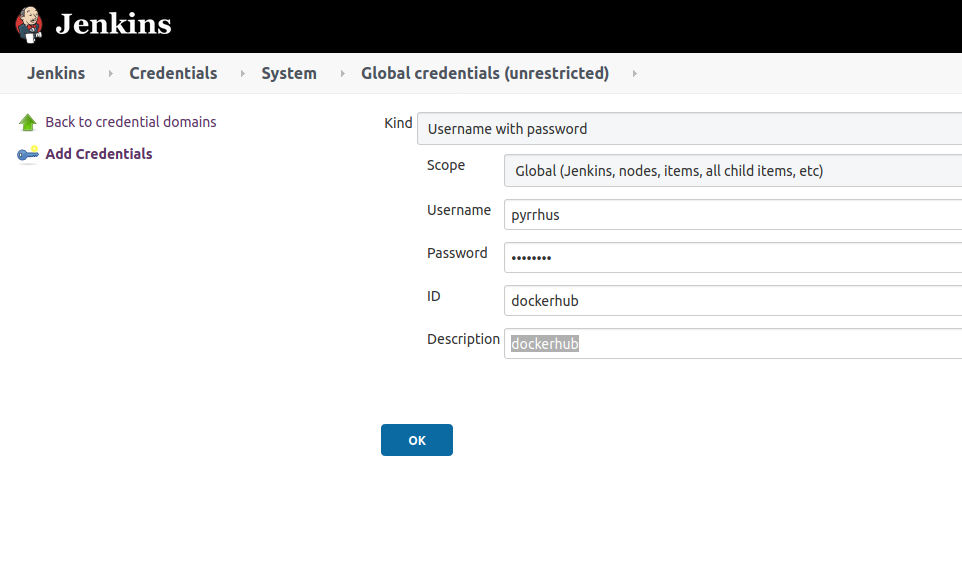 Jenkins
Jenkins Credentials System Global credentials (unrestricted)
Back to credential domains
Add Credentials
Kind Username with password
Scope Global (Jenkins, nodes, items, all child items, etc)
Username pyrrhus
Password ••••••••
ID dockerhub
Description dockerhub
OK